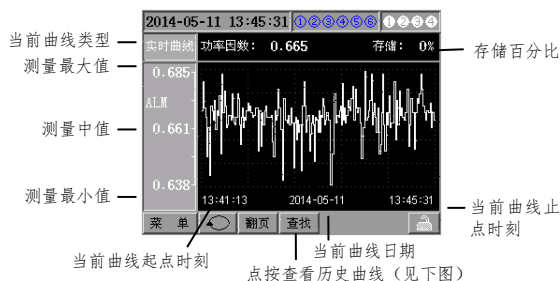 2014-05-11 13:45:31 ①②③④⑤⑥ ①②③④
当前曲线类型
实时曲线 功率因数: 0.665 存储: 0%
存储百分比
测量最大值
0.685
ALM
测量中值
0.661
测量最小值
0.638
13:41:13 2014-05-11 13:45:31
当前曲线止点时刻
菜 单 翻页 查找
当前曲线日期
当前曲线起点时刻
点按查看历史曲线（见下图）